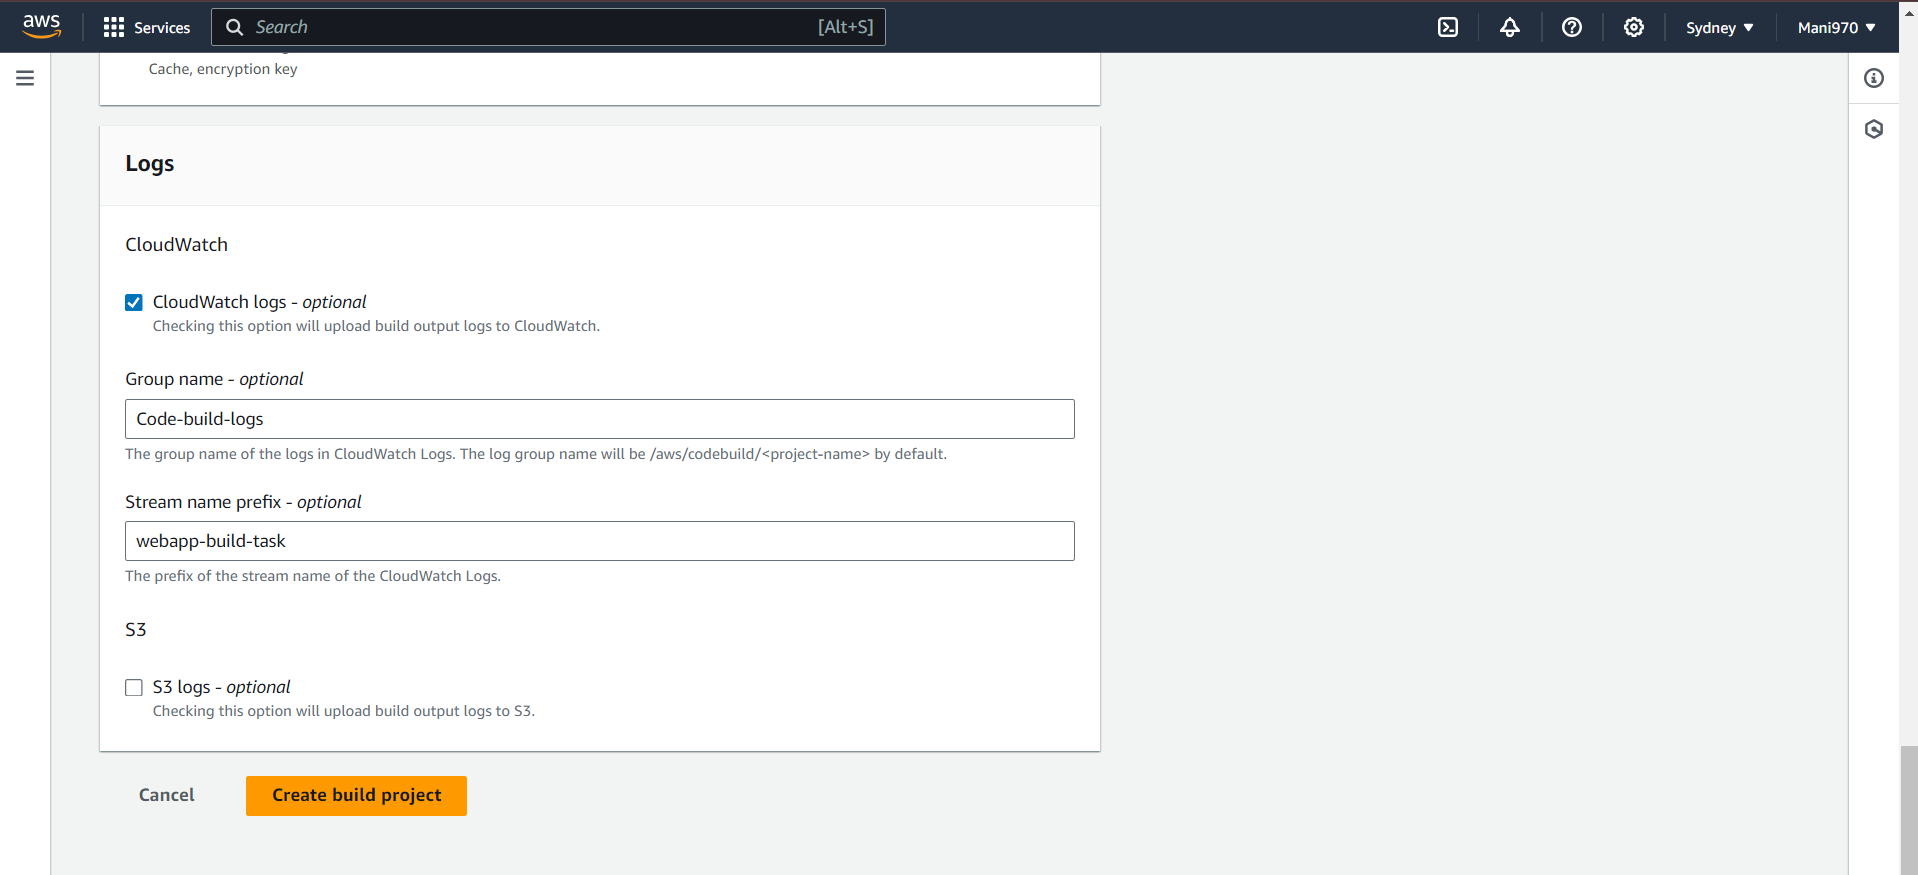 aws
Services
Search
[Alt+S]
Sydney
Mani970
Cache, encryption key
Logs
CloudWatch
CloudWatch logs - optional
Checking this option will upload build output logs to CloudWatch.
Group name - optional
Code-build-logs
The group name of the logs in CloudWatch Logs. The log group name will be /aws/codebuild/<project-name> by default.
Stream name prefix - optional
webapp-build-task
The prefix of the stream name of the CloudWatch Logs.
S3
S3 logs - optional
Checking this option will upload build output logs to S3.
Cancel
Create build project